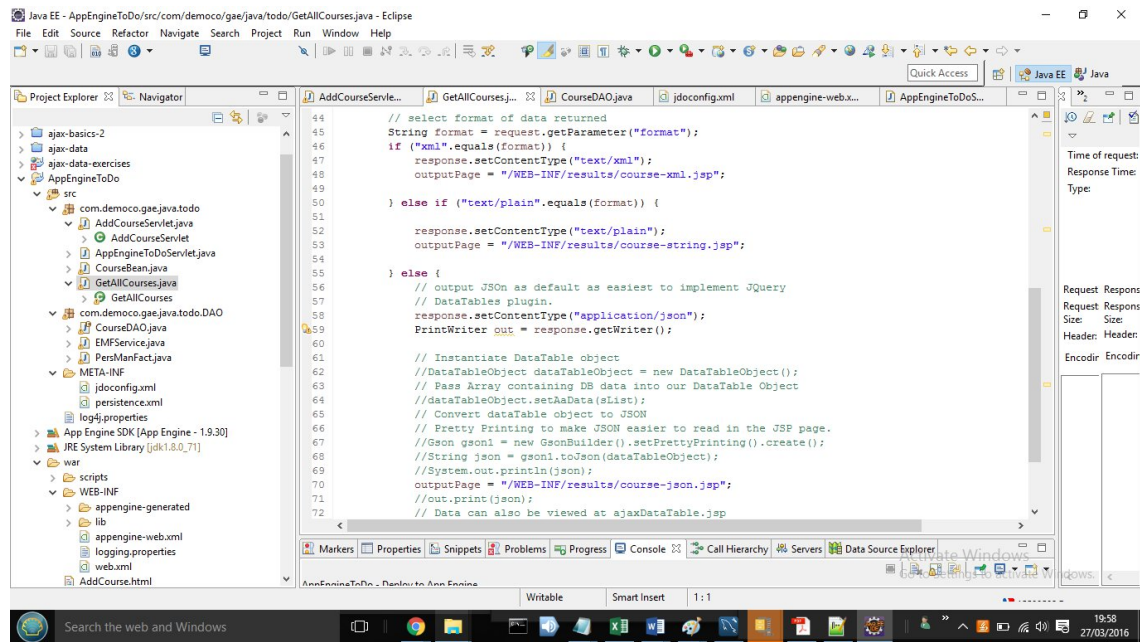 Java EE - AppEngineToDo/src/com/democo/gae/java/todo/GetAllCourses.java - Eclipse
File Edit Source Refactor Navigate Search Project Run Window Help
Quick Access
Java EE
Java
Project Explorer
Navigator
ajax-basics-2
ajax-data
ajax-data-exercises
AppEngineToDo
src
com.democo.gae.java.todo
AddCourseServlet.java
AddCourseServlet
AppEngineToDoServlet.java
CourseBean.java
GetAllCourses.java
GetAllCourses
com.democo.gae.java.todo.DAO
CourseDAO.java
EMFService.java
PersManFact.java
META-INF
jdoconfig.xml
persistence.xml
log4j.properties
App Engine SDK [App Engine - 1.9.30]
JRE System Library [jdk1.8.0_71]
war
scripts
WEB-INF
appengine-generated
lib
appengine-web.xml
logging.properties
web.xml
AddCourse.html
AddCourseServle...
GetAllCourses.j...
CourseDAO.java
jdoconfig.xml
appengine-web.x...
AppEngineToDoS...
44 // select format of data returned
45 String format = request.getParameter("format");
46 if ("xml".equals(format)) {
47 response.setContentType("text/xml");
48 outputPage = "/WEB-INF/results/course-xml.jsp";
49
50 } else if ("text/plain".equals(format)) {
51
52 response.setContentType("text/plain");
53 outputPage = "/WEB-INF/results/course-string.jsp";
54
55 } else {
56 // output JSOn as default as easiest to implement JQuery
57 // DataTables plugin.
58 response.setContentType("application/json");
59 PrintWriter out = response.getWriter();
60
61 // Instantiate DataTable object
62 //DataTableObject dataTableObject = new DataTableObject();
63 // Pass Array containing DB data into our DataTable Object
64 //dataTableObject.setAaData(sList);
65 // Convert dataTable object to JSON
66 // Pretty Printing to make JSON easier to read in the JSP page.
67 //Gson gson1 = new GsonBuilder().setPrettyPrinting().create();
68 //String json = gson1.toJson(dataTableObject);
69 //System.out.println(json);
70 outputPage = "/WEB-INF/results/course-json.jsp";
71 //out.print(json);
72 // Data can also be viewed at ajaxDataTable.jsp
Time of request:
Response Time:
Type:
Request Respons
Request Respons
Size: Size:
Header: Header:
Encodir Encodir
Markers Properties Snippets Problems Progress Console Call Hierarchy Servers Data Source Explorer
Activate Windows
Go to Settings to activate Windows.
AppEngineToDo - Deploy to App Engine
Writable Smart Insert 1 : 1
Search the web and Windows
19:58
27/03/2016